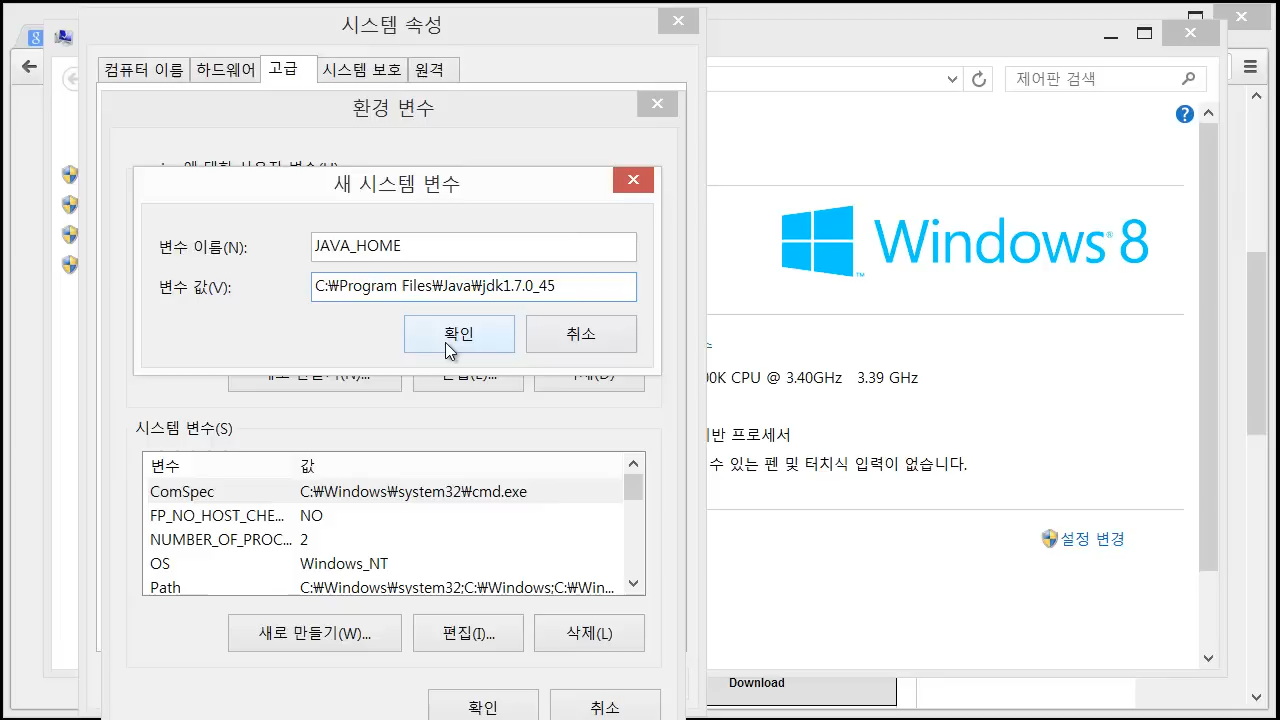 시스템 속성
컴퓨터 이름
하드웨어
고급
시스템 보호
원격
제어판 검색
환경 변수
새 시스템 변수
변수 이름(N):
JAVA_HOME
변수 값(V):
C:₩Program Files₩Java₩jdk1.7.0_45
확인
취소
시스템 변수(S)
변수
값
ComSpec
C:₩Windows₩system32₩cmd.exe
FP_NO_HOST_CHE...
NO
NUMBER_OF_PROC...
2
OS
Windows_NT
Path
C:₩Windows₩system32;C:₩Windows;C:₩Win...
새로 만들기(W)...
편집(I)...
삭제(L)
확인
취소
Windows® 8
™
CPU @ 3.40GHz 3.39 GHz
프로세서
수 있는 펜 및 터치식 입력이 없습니다.
설정 변경
Download